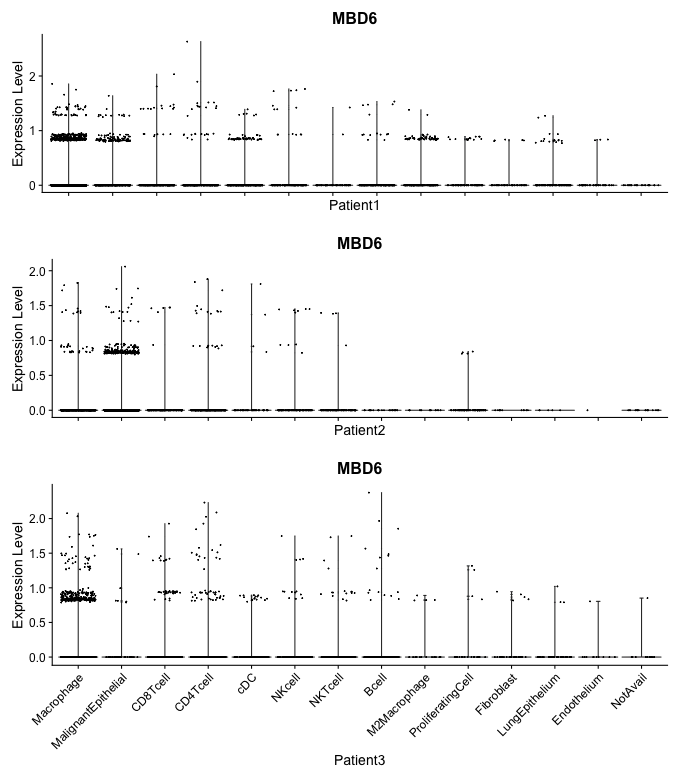 MBD6
Expression Level
2
1
0
Patient1
MBD6
Expression Level
2.0
1.5
1.0
0.5
0.0
Patient2
MBD6
Expression Level
2.0
1.5
1.0
0.5
0.0
Macrophage
MalignantEpithelial
CD8Tcell
CD4Tcell
cDC
NKcell
NKTcell
Bcell
M2Macrophage
ProliferatingCell
Fibroblast
LungEpithelium
Endothelium
NotAvail
Patient3